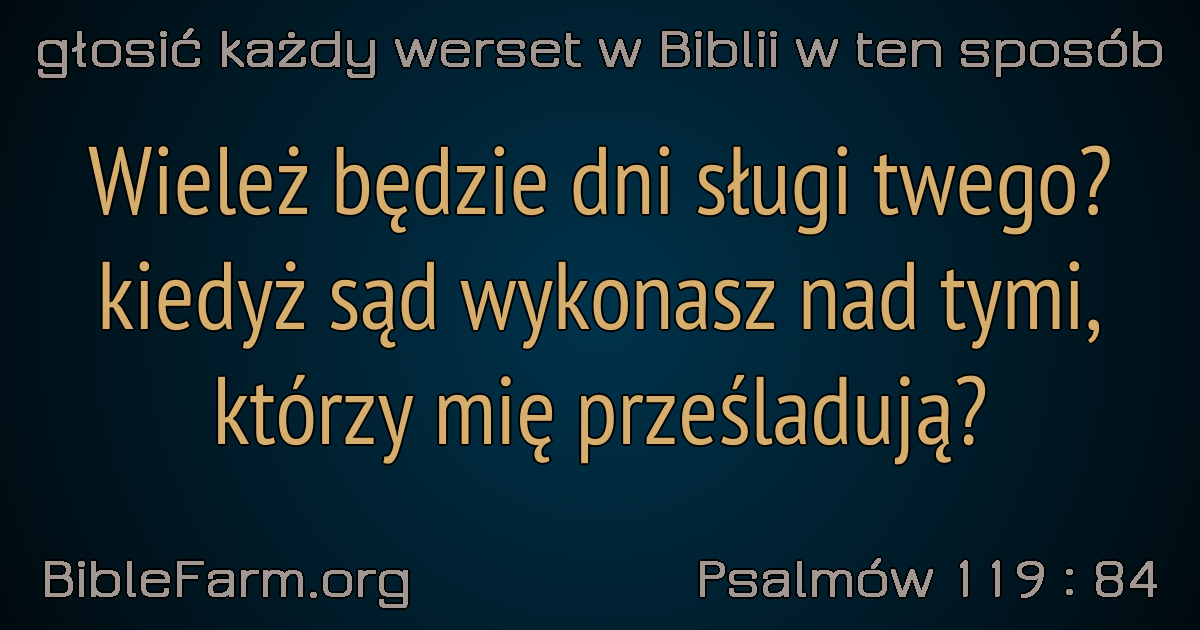 głosić każdy werset w Biblii w ten sposób
Wieleż będzie dni sługi twego?
kiedyż sąd wykonasz nad tymi,
którzy mię prześladują?
BibleFarm.org
Psalmów 119 : 84